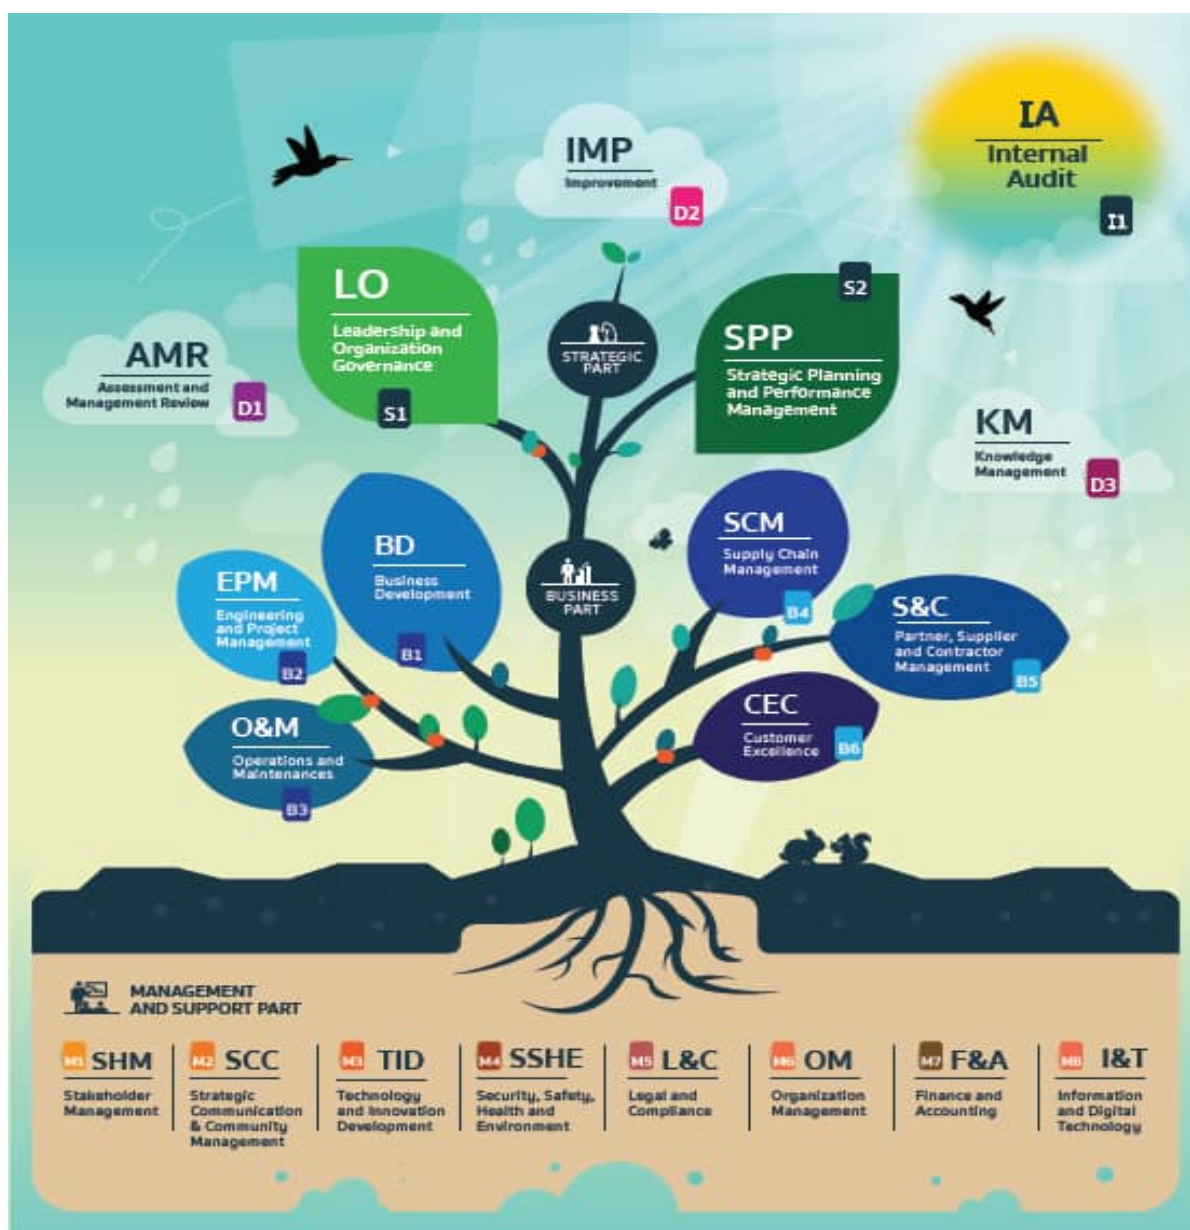 IA
Internal
Audit
I1
IMP
Improvement
D2
LO
Leadership and
Organization
Governance
S1
STRATEGIC
PART
S2
SPP
Strategic Planning
and Performance
Management
AMR
Assessment and
Management Review
D1
KM
Knowledge
Management
D3
BD
Business
Development
B1
SCM
Supply Chain
Management
B4
EPM
Engineering
and Project
Management
B2
BUSINESS
PART
S&C
Partner, Supplier
and Contractor
Management
B5
O&M
Operations and
Maintenances
B3
CEC
Customer
Excellence
B6
MANAGEMENT
AND SUPPORT PART
M1 SHM
Stakeholder
Management
M2 SCC
Strategic
Communication
& Community
Management
M3 TID
Technology
and Innovation
Development
M4 SSHE
Security, Safety,
Health and
Environment
M5 L&C
Legal and
Compliance
M6 OM
Organization
Management
M7 F&A
Finance and
Accounting
M8 I&T
Information
and Digital
Technology